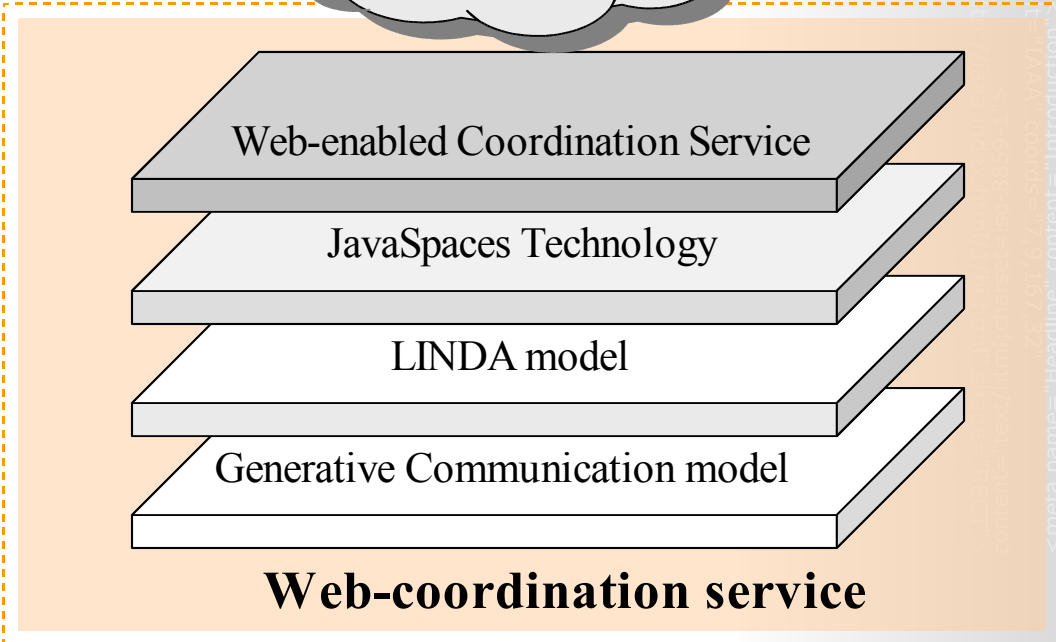 Web-enabled Coordination Service
JavaSpaces Technology
LINDA model
Generative Communication model
Web-coordination service